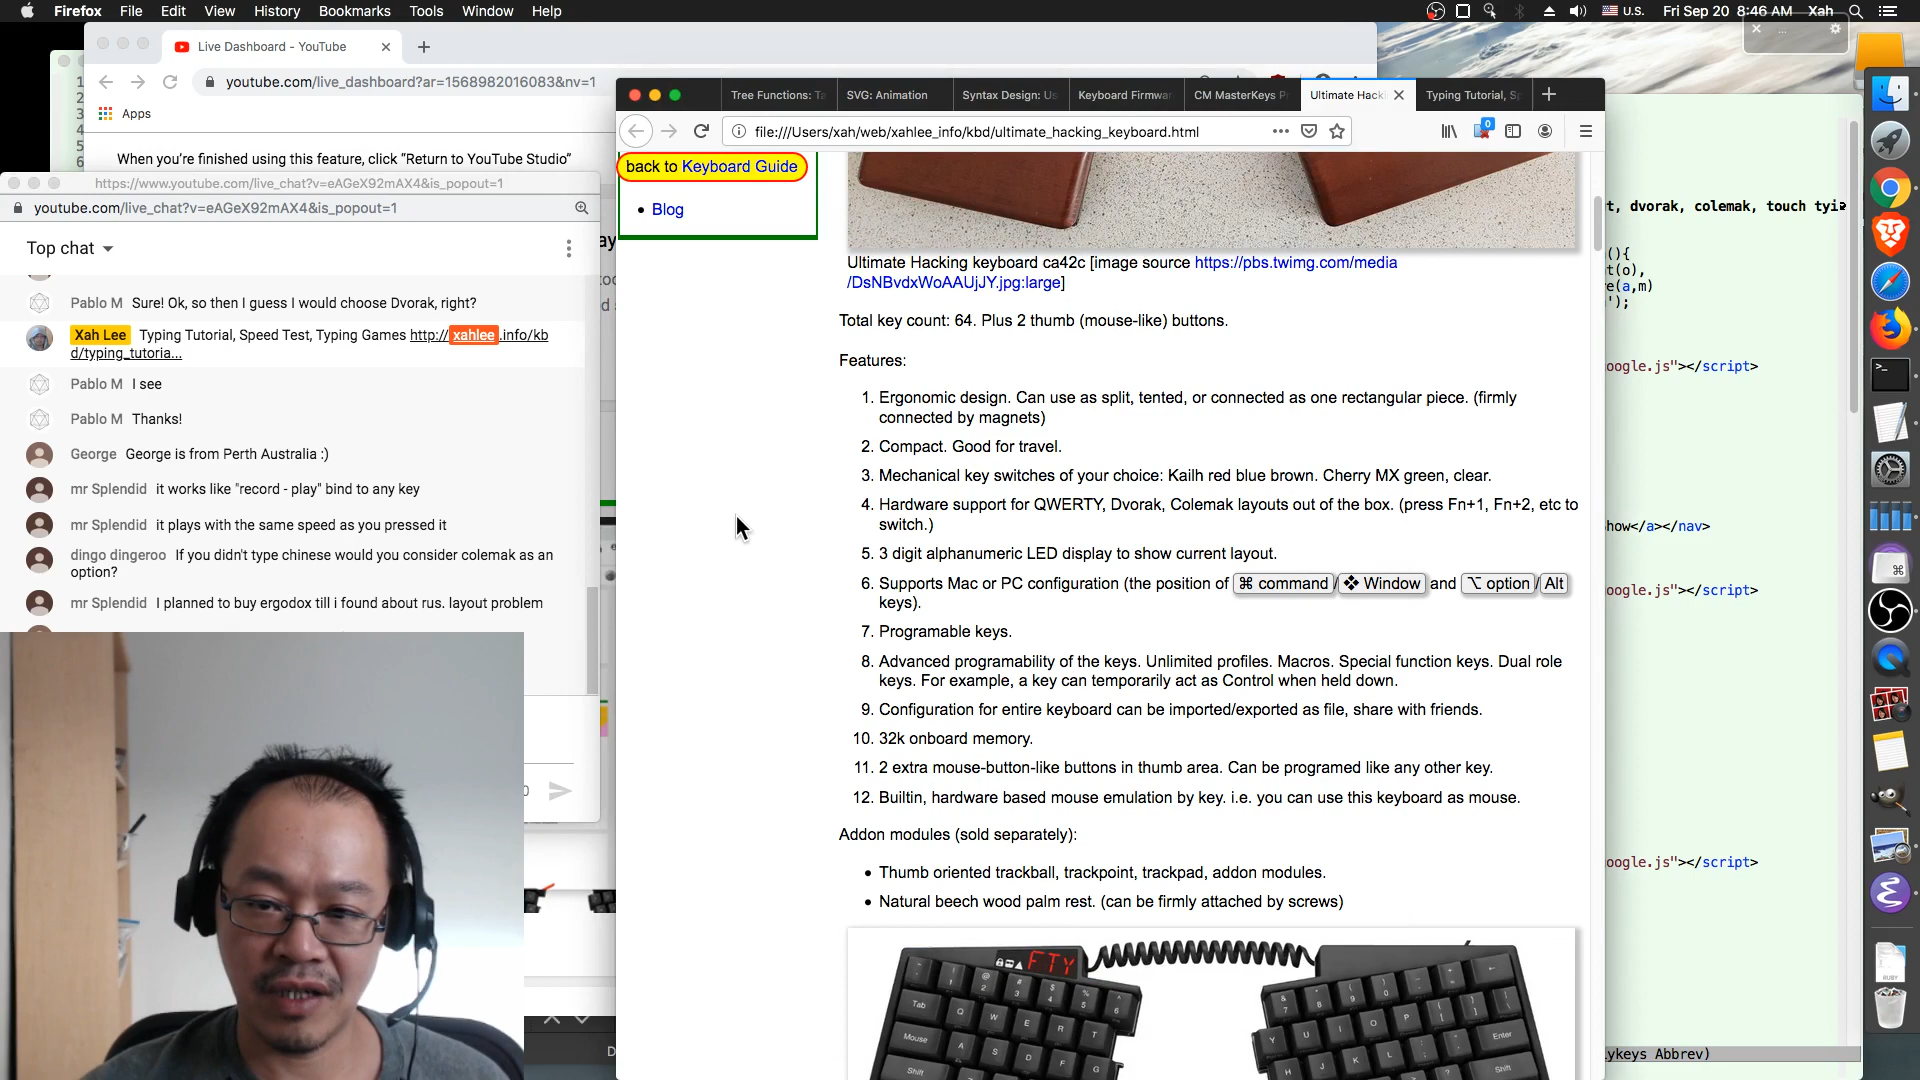 Firefox File Edit View History Bookmarks Tools Window Help
U.S. Fri Sep 20 8:46 AM Xah
Live Dashboard - YouTube
youtube.com/live_dashboard?ar=1568982016083&nv=1
Apps
When you’re finished using this feature, click “Return to YouTube Studio”
https://www.youtube.com/live_chat?v=eAGeX92mAX4&is_popout=1
youtube.com/live_chat?v=eAGeX92mAX4&is_popout=1
Top chat
Pablo M Sure! Ok, so then I guess I would choose Dvorak, right?
Xah Lee Typing Tutorial, Speed Test, Typing Games http://xahlee.info/kb
d/typing_tutoria...
Pablo M I see
Pablo M Thanks!
George George is from Perth Australia :)
mr Splendid it works like "record - play" bind to any key
mr Splendid it plays with the same speed as you pressed it
dingo dingeroo If you didn't type chinese would you consider colemak as an
option?
mr Splendid I planned to buy ergodox till i found about rus. layout problem
Tree Functions: Ta
SVG: Animation
Syntax Design: Us
Keyboard Firmwar
CM MasterKeys P
Ultimate Hack
Typing Tutorial, Sp
file:///Users/xah/web/xahlee_info/kbd/ultimate_hacking_keyboard.html
0
back to Keyboard Guide
Blog
Ultimate Hacking keyboard ca42c [image source https://pbs.twimg.com/media
/DsNBvdxWoAAUjJY.jpg:large]
Total key count: 64. Plus 2 thumb (mouse-like) buttons.
Features:
1. Ergonomic design. Can use as split, tented, or connected as one rectangular piece. (firmly
connected by magnets)
2. Compact. Good for travel.
3. Mechanical key switches of your choice: Kailh red blue brown. Cherry MX green, clear.
4. Hardware support for QWERTY, Dvorak, Colemak layouts out of the box. (press Fn+1, Fn+2, etc to
switch.)
5. 3 digit alphanumeric LED display to show current layout.
6. Supports Mac or PC configuration (the position of ⌘ command/❖ Window and ⌥ option/Alt
keys).
7. Programable keys.
8. Advanced programability of the keys. Unlimited profiles. Macros. Special function keys. Dual role
keys. For example, a key can temporarily act as Control when held down.
9. Configuration for entire keyboard can be imported/exported as file, share with friends.
10. 32k onboard memory.
11. 2 extra mouse-button-like buttons in thumb area. Can be programed like any other key.
12. Builtin, hardware based mouse emulation by key. i.e. you can use this keyboard as mouse.
Addon modules (sold separately):
• Thumb oriented trackball, trackpoint, trackpad, addon modules.
• Natural beech wood palm rest. (can be firmly attached by screws)
FTY
Tab Q W E R T
Mouse A S D F G
Shift
Y U I O P
H J K L Enter
Shift
t, dvorak, colemak, touch tyi
(){
t(o),
e(a,m)
');
oogle.js"></script>
how</a></nav>
oogle.js"></script>
oogle.js"></script>
ykeys Abbrev)